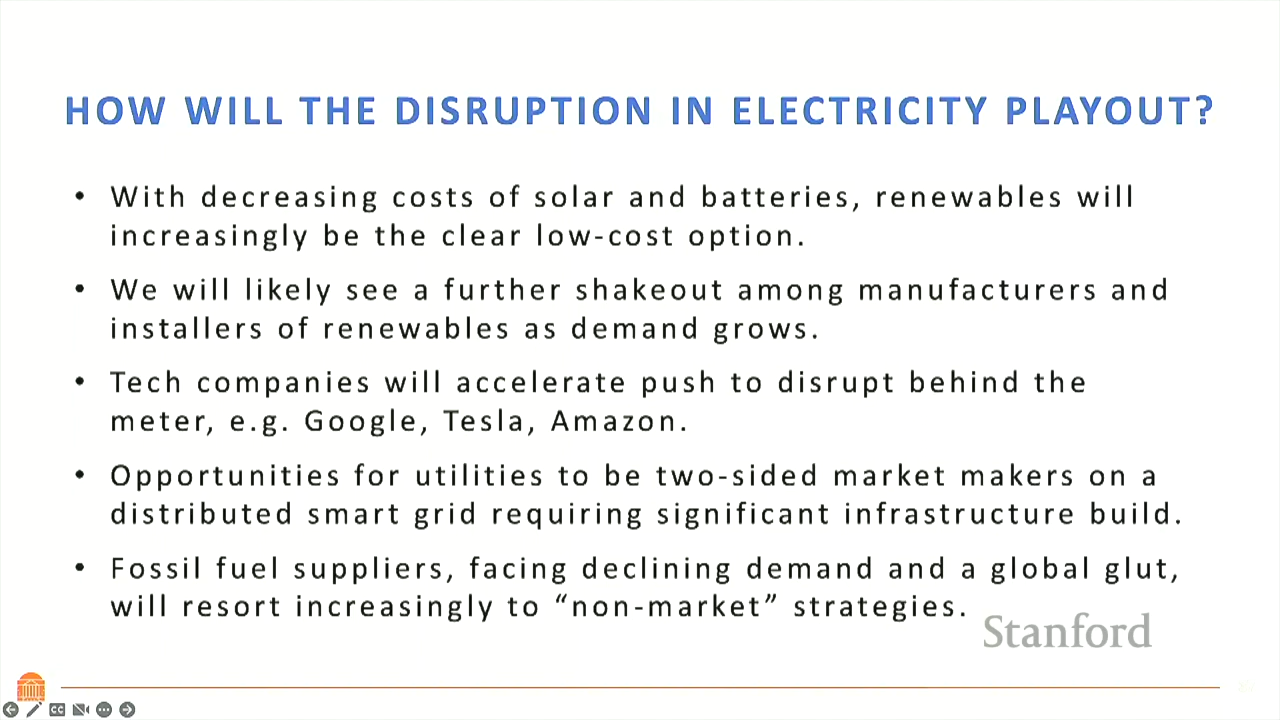 HOW WILL THE DISRUPTION IN ELECTRICITY PLAYOUT?
• With decreasing costs of solar and batteries, renewables will
increasingly be the clear low-cost option.
• We will likely see a further shakeout among manufacturers and
installers of renewables as demand grows.
• Tech companies will accelerate push to disrupt behind the
meter, e.g. Google, Tesla, Amazon.
• Opportunities for utilities to be two-sided market makers on a
distributed smart grid requiring significant infrastructure build.
• Fossil fuel suppliers, facing declining demand and a global glut,
will resort increasingly to “non-market” strategies.
Stanford
CC